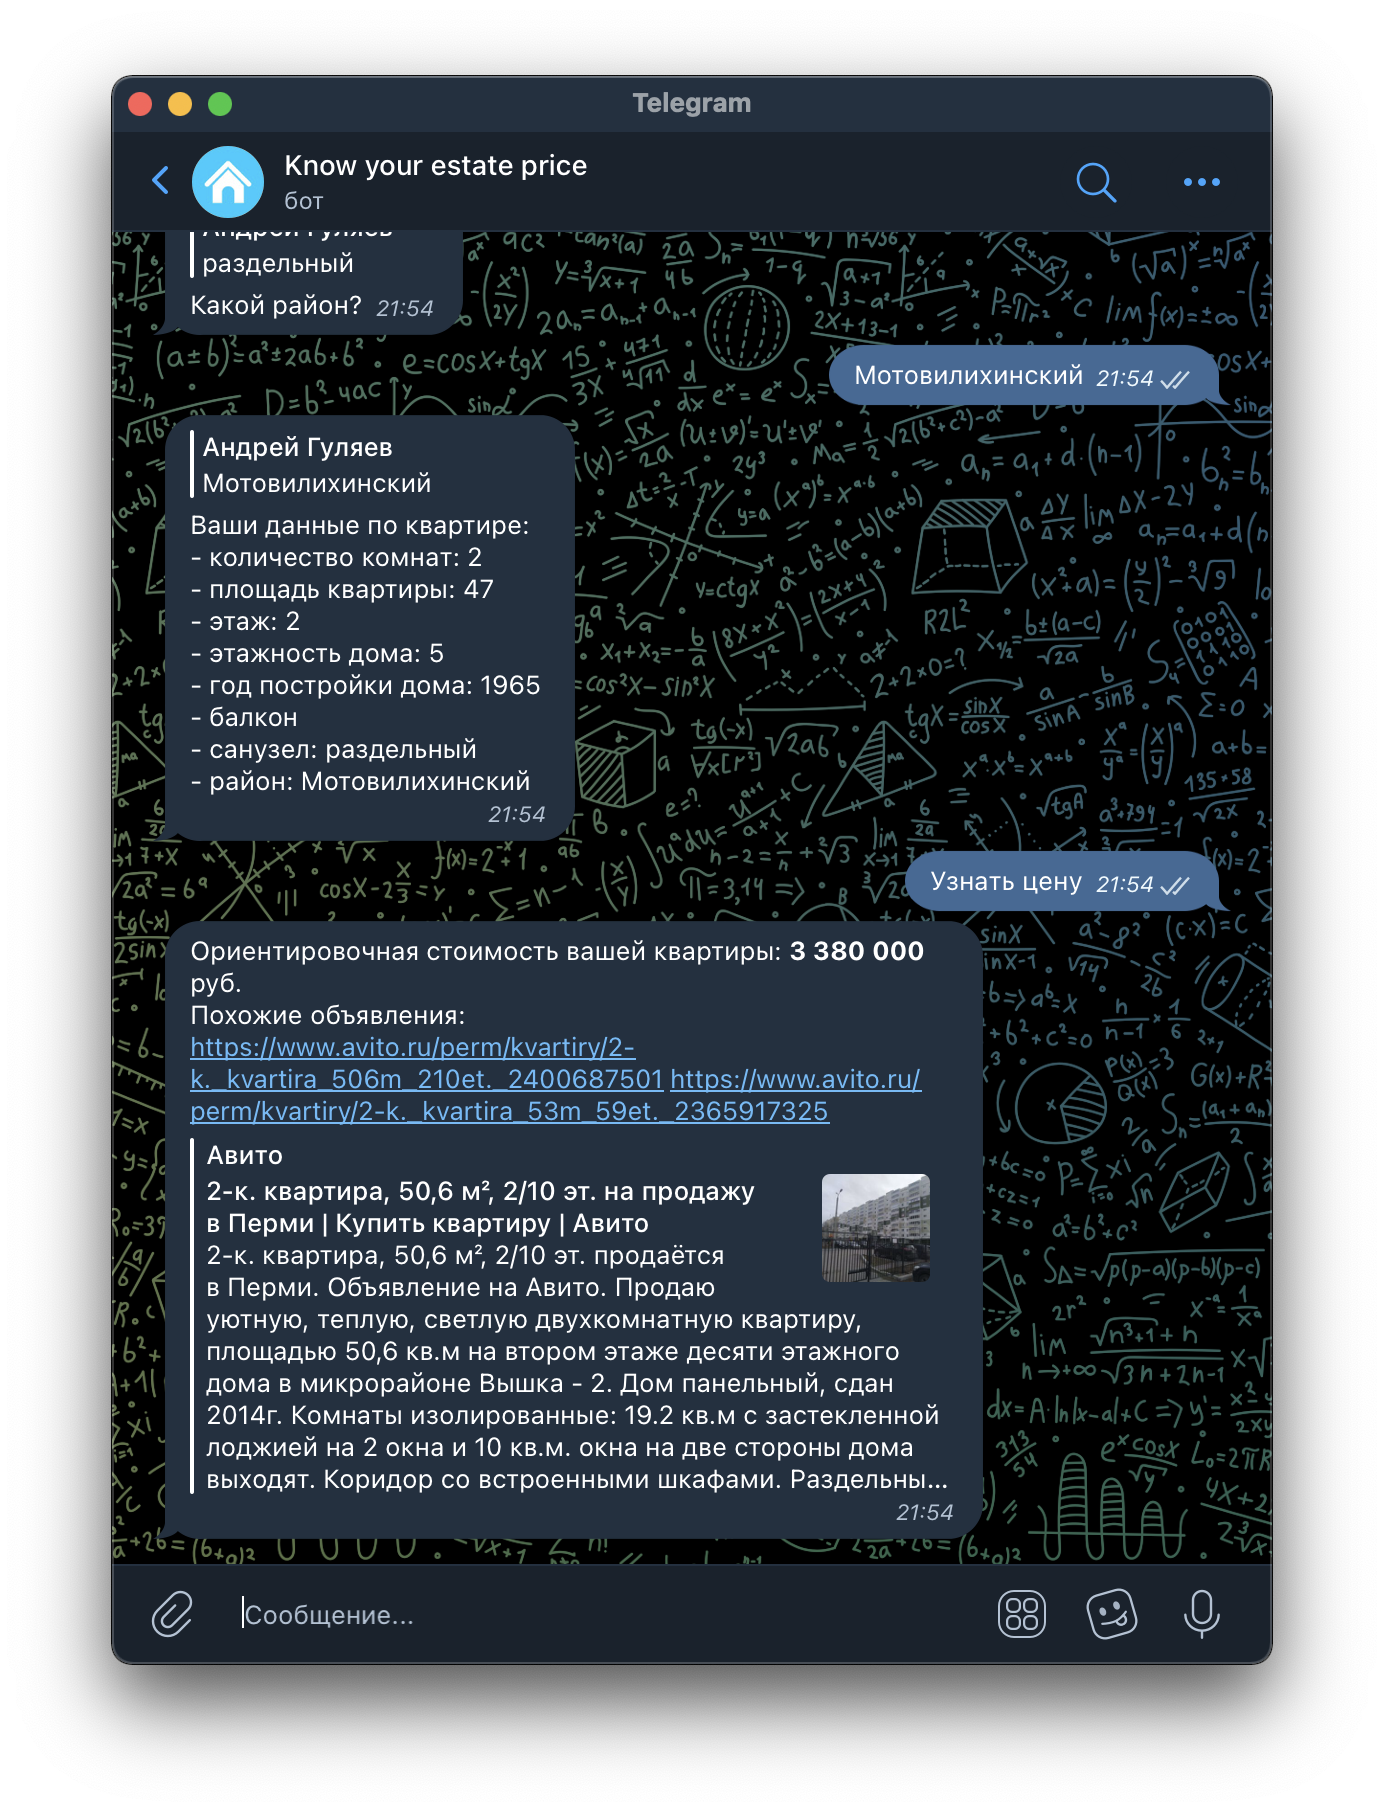 Telegram
Know your estate price
бот
Андрей Гуляев
раздельный
Какой район? 21:54
Мотовилихинский 21:54
Андрей Гуляев
Мотовилихинский
Ваши данные по квартире:
- количество комнат: 2
- площадь квартиры: 47
- этаж: 2
- этажность дома: 5
- год постройки дома: 1965
- балкон
- санузел: раздельный
- район: Мотовилихинский
21:54
Узнать цену 21:54
Ориентировочная стоимость вашей квартиры: 3 380 000
руб.
Похожие объявления:
https://www.avito.ru/perm/kvartiry/2-
k._kvartira_506m_210et._2400687501 https://www.avito.ru/
perm/kvartiry/2-k._kvartira_53m_59et._2365917325
Авито
2-к. квартира, 50,6 м², 2/10 эт. на продажу
в Перми | Купить квартиру | Авито
2-к. квартира, 50,6 м², 2/10 эт. продаётся
в Перми. Объявление на Авито. Продаю
уютную, теплую, светлую двухкомнатную квартиру,
площадью 50,6 кв.м на втором этаже десяти этажного
дома в микрорайоне Вышка - 2. Дом панельный, сдан
2014г. Комнаты изолированные: 19.2 кв.м с застекленной
лоджией на 2 окна и 10 кв.м. окна на две стороны дома
выходят. Коридор со встроенными шкафами. Раздельны...
21:54
Сообщение...